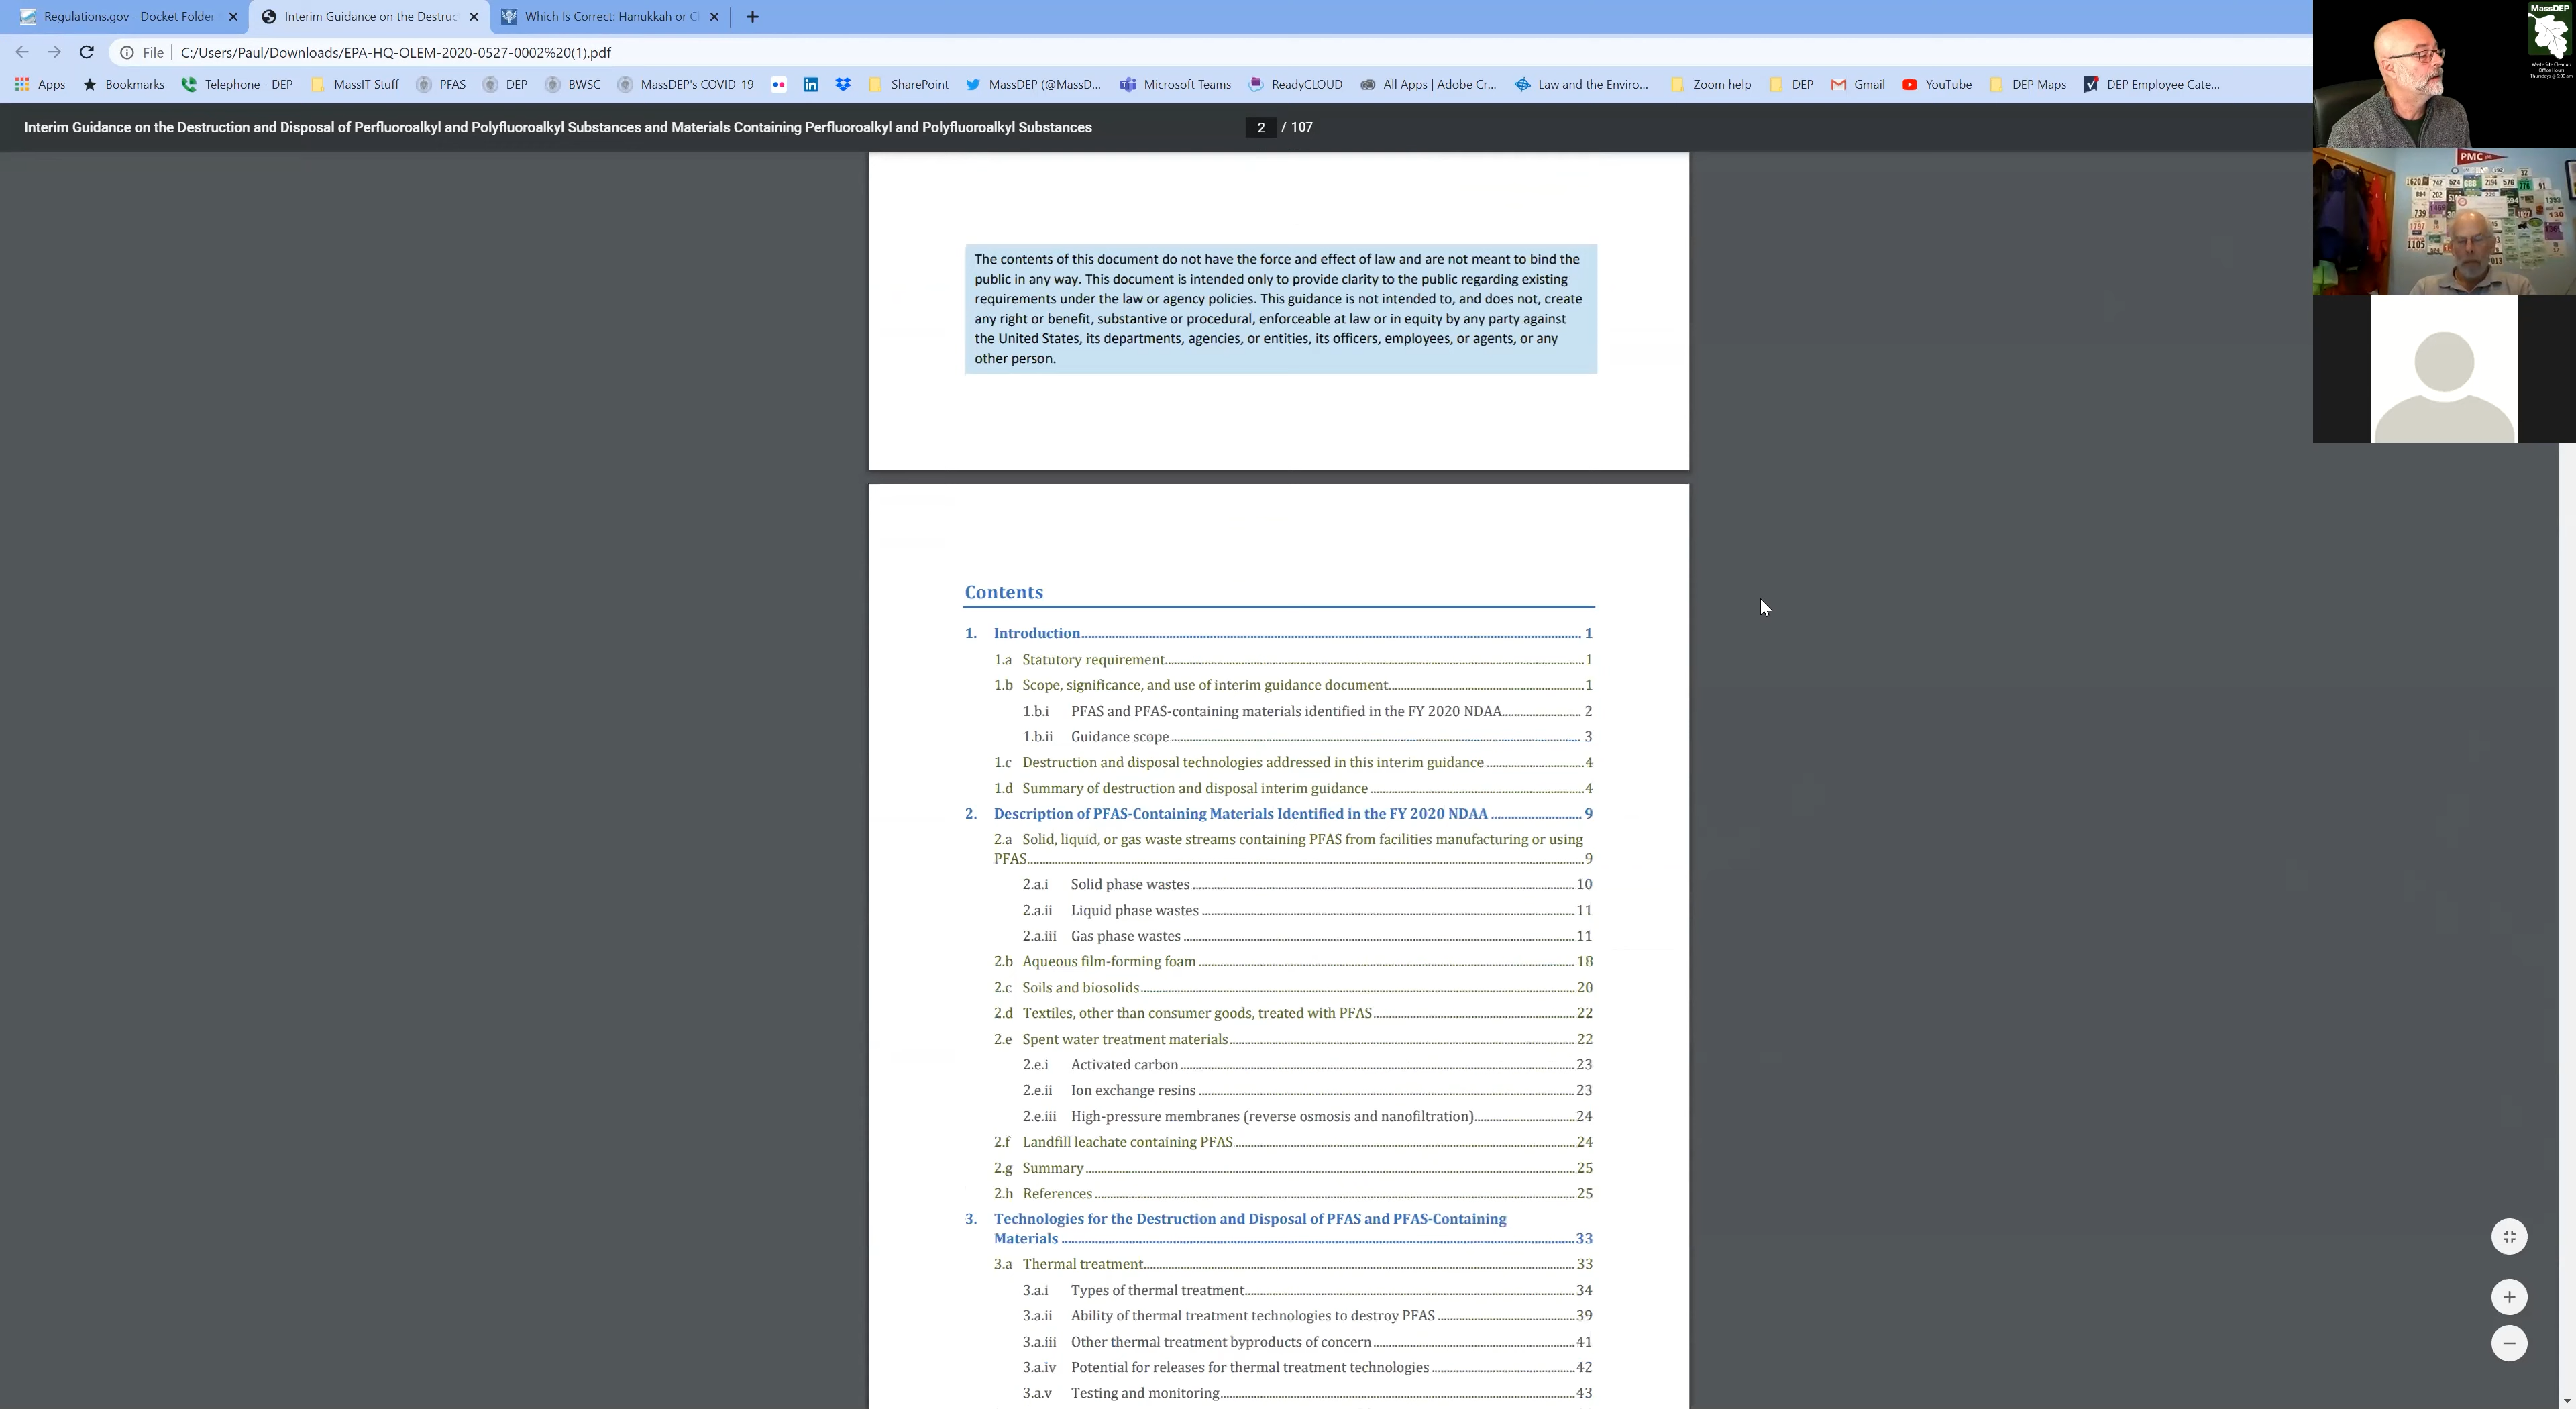 Regulations.gov - Docket Folder
Interim Guidance on the Destruc
Which Is Correct: Hanukkah or C
File
C:/Users/Paul/Downloads/EPA-HQ-OLEM-2020-0527-0002%20(1).pdf
Apps Bookmarks Telephone - DEP MassIT Stuff PFAS DEP BWSC MassDEP's COVID-19 SharePoint MassDEP (@MassD... Microsoft Teams ReadyCLOUD All Apps | Adobe Cr... Law and the Enviro... Zoom help DEP Gmail YouTube DEP Maps DEP Employee Cate...
Interim Guidance on the Destruction and Disposal of Perfluoroalkyl and Polyfluoroalkyl Substances and Materials Containing Perfluoroalkyl and Polyfluoroalkyl Substances
2 / 107
MassDEP
Office Hours
PMC
The contents of this document do not have the force and effect of law and are not meant to bind the
public in any way. This document is intended only to provide clarity to the public regarding existing
requirements under the law or agency policies. This guidance is not intended to, and does not, create
any right or benefit, substantive or procedural, enforceable at law or in equity by any party against
the United States, its departments, agencies, or entities, its officers, employees, or agents, or any
other person.
Contents
1. Introduction 1
1.a Statutory requirement 1
1.b Scope, significance, and use of interim guidance document 1
1.b.i PFAS and PFAS-containing materials identified in the FY 2020 NDAA 2
1.b.ii Guidance scope 3
1.c Destruction and disposal technologies addressed in this interim guidance 4
1.d Summary of destruction and disposal interim guidance 4
2. Description of PFAS-Containing Materials Identified in the FY 2020 NDAA 9
2.a Solid, liquid, or gas waste streams containing PFAS from facilities manufacturing or using
PFAS 9
2.a.i Solid phase wastes 10
2.a.ii Liquid phase wastes 11
2.a.iii Gas phase wastes 11
2.b Aqueous film-forming foam 18
2.c Soils and biosolids 20
2.d Textiles, other than consumer goods, treated with PFAS 22
2.e Spent water treatment materials 22
2.e.i Activated carbon 23
2.e.ii Ion exchange resins 23
2.e.iii High-pressure membranes (reverse osmosis and nanofiltration) 24
2.f Landfill leachate containing PFAS 24
2.g Summary 25
2.h References 25
3. Technologies for the Destruction and Disposal of PFAS and PFAS-Containing
Materials 33
3.a Thermal treatment 33
3.a.i Types of thermal treatment 34
3.a.ii Ability of thermal treatment technologies to destroy PFAS 39
3.a.iii Other thermal treatment byproducts of concern 41
3.a.iv Potential for releases for thermal treatment technologies 42
3.a.v Testing and monitoring 43